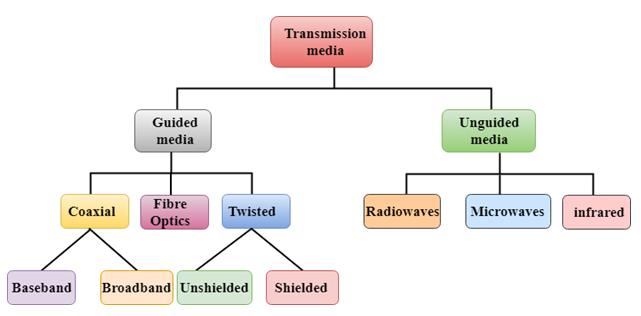 Transmission
media
Guided
media
Unguided
media
Coaxial
Fibre
Optics
Twisted
Radiowaves
Microwaves
infrared
Baseband
Broadband
Unshielded
Shielded